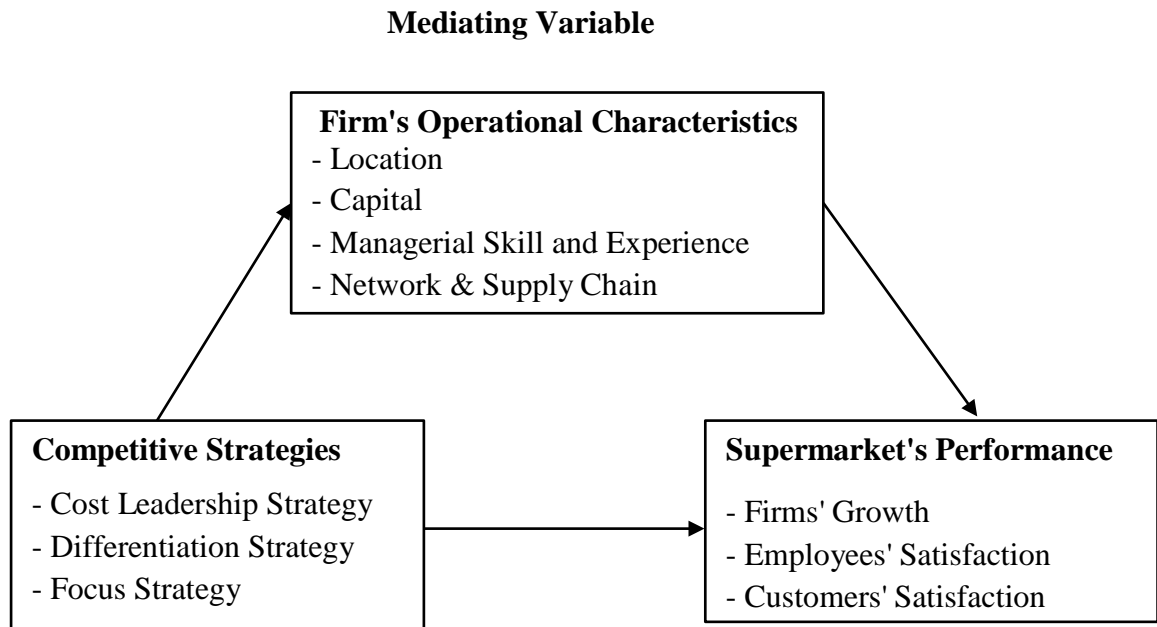 Mediating Variable
Firm's Operational Characteristics
- Location
- Capital
- Managerial Skill and Experience
- Network & Supply Chain
Competitive Strategies
- Cost Leadership Strategy
- Differentiation Strategy
- Focus Strategy
Supermarket's Performance
- Firms' Growth
- Employees' Satisfaction
- Customers' Satisfaction